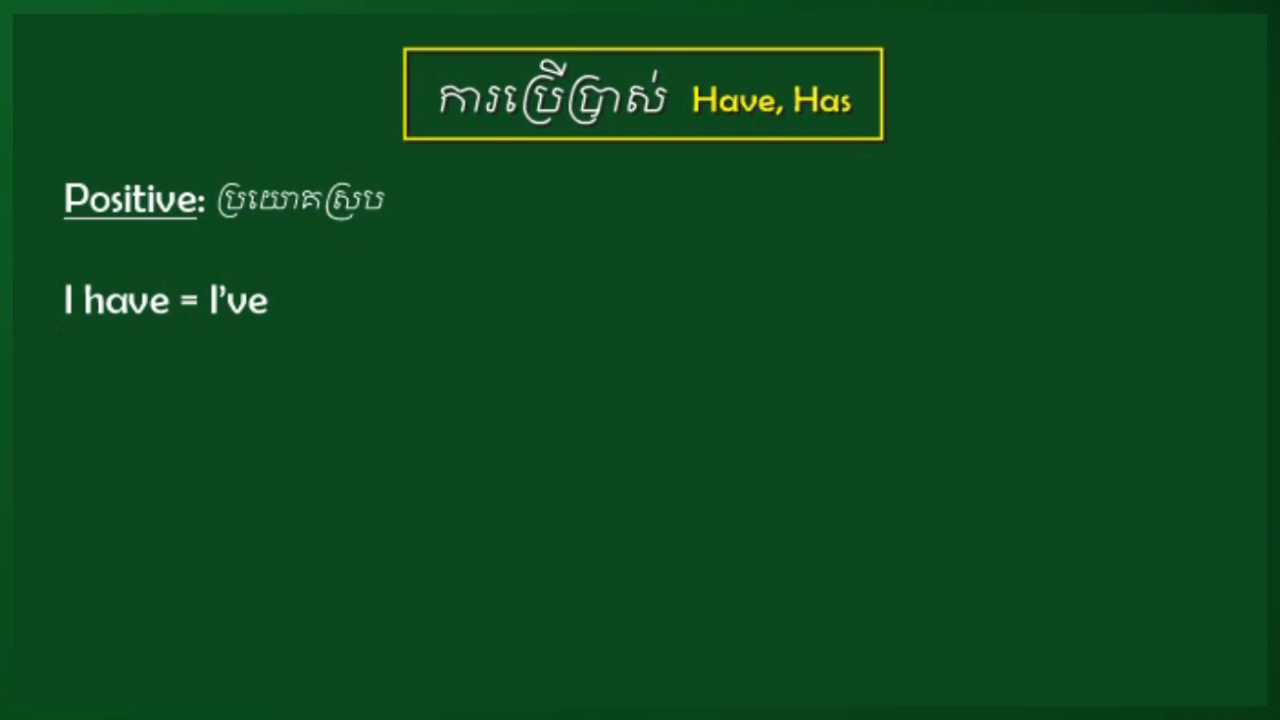 ការប្រើប្រាស់ Have, Has
Positive: ប្រយោគស្រប
I have = I've